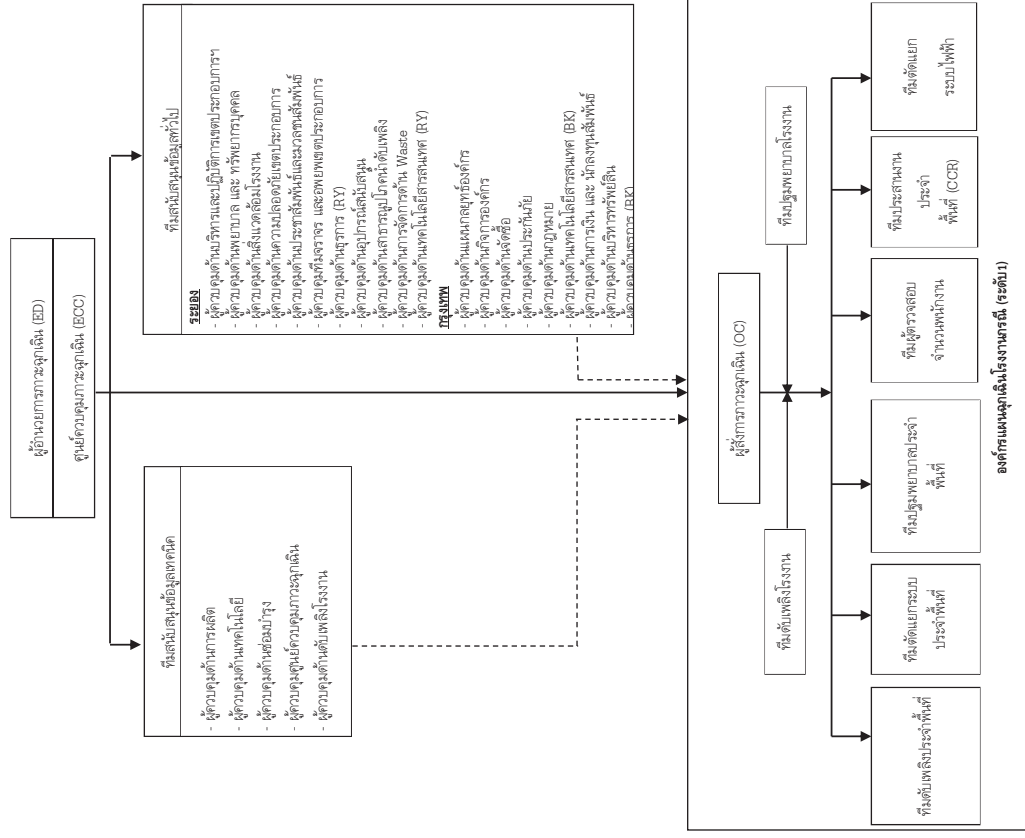 ผู้อำนวยการภาวะฉุกเฉิน (ED)
ศูนย์ควบคุมภาวะฉุกเฉิน (ECC)
ทีมสนับสนุนข้อมูลเทคนิค
- ผู้ควบคุมด้านการผลิต
- ผู้ควบคุมด้านเทคโนโลยี
- ผู้ควบคุมด้านซ่อมบำรุง
- ผู้ควบคุมศูนย์ควบคุมภาวะฉุกเฉิน
- ผู้ควบคุมด้านดับเพลิงโรงงาน
ทีมสนับสนุนข้อมูลทั่วไป
ระยอง
- ผู้ควบคุมด้านบริหารและปฏิบัติการเขตประกอบการฯ
- ผู้ควบคุมด้านพยาบาล และ ทรัพยากรบุคคล
- ผู้ควบคุมด้านสิ่งแวดล้อมโรงงาน
- ผู้ควบคุมด้านความปลอดภัยเขตประกอบการ
- ผู้ควบคุมด้านประชาสัมพันธ์และมวลชนสัมพันธ์
- ผู้ควบคุมทีมจราจร และอพยพเขตประกอบการ
- ผู้ควบคุมด้านธุรการ (RY)
- ผู้ควบคุมด้านอุปกรณ์สนับสนุน
- ผู้ควบคุมด้านสาธารณูปโภคน้ำดับเพลิง
- ผู้ควบคุมด้านการจัดการด้าน Waste
- ผู้ควบคุมด้านเทคโนโลยีสารสนเทศ (RY)
กรุงเทพ
- ผู้ควบคุมด้านแผนกลยุทธ์องค์กร
- ผู้ควบคุมด้านกิจการองค์กร
- ผู้ควบคุมด้านจัดซื้อ
- ผู้ควบคุมด้านประกันภัย
- ผู้ควบคุมด้านกฎหมาย
- ผู้ควบคุมด้านเทคโนโลยีสารสนเทศ (BK)
- ผู้ควบคุมด้านการเงิน และ นักลงทุนสัมพันธ์
- ผู้ควบคุมด้านบริหารทรัพย์สิน
- ผู้ควบคุมด้านธุรการ (BK)
ผู้สั่งการภาวะฉุกเฉิน (OC)
ทีมดับเพลิงโรงงาน
ทีมปฐมพยาบาลโรงงาน
ทีมดับเพลิงประจำพื้นที่
ทีมตัดแยกระบบ
ประจำพื้นที่
ทีมปฐมพยาบาลประจำ
พื้นที่
ทีมผู้ตรวจสอบ
จำนวนพนักงาน
ทีมประสานงาน
ประจำ
พื้นที่ (CCR)
ทีมตัดแยก
ระบบไฟฟ้า
องค์กรแผนฉุกเฉินโรงงานกรณี (ระดับ1)